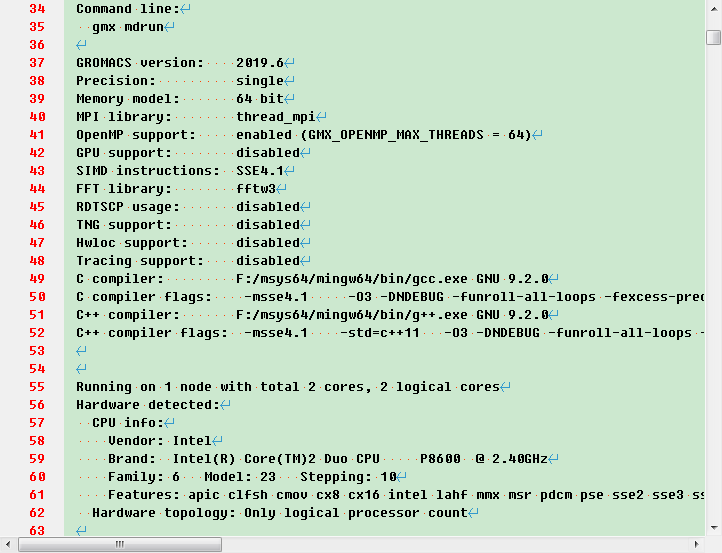 34 Command line:
35   gmx mdrun
36
37 GROMACS version:    2019.6
38 Precision:          single
39 Memory model:       64 bit
40 MPI library:        thread_mpi
41 OpenMP support:     enabled (GMX_OPENMP_MAX_THREADS = 64)
42 GPU support:        disabled
43 SIMD instructions:  SSE4.1
44 FFT library:        fftw3
45 RDTSCP usage:       disabled
46 TNG support:        disabled
47 Hwloc support:      disabled
48 Tracing support:    disabled
49 C compiler:         F:/msys64/mingw64/bin/gcc.exe GNU 9.2.0
50 C compiler flags:    -msse4.1     -O3 -DNDEBUG -funroll-all-loops -fexcess-prec
51 C++ compiler:       F:/msys64/mingw64/bin/g++.exe GNU 9.2.0
52 C++ compiler flags:  -msse4.1    -std=c++11   -O3 -DNDEBUG -funroll-all-loops -
53
54
55 Running on 1 node with total 2 cores, 2 logical cores
56 Hardware detected:
57   CPU info:
58     Vendor: Intel
59     Brand:  Intel(R) Core(TM)2 Duo CPU     P8600  @ 2.40GHz
60     Family: 6   Model: 23   Stepping: 10
61     Features: apic clfsh cmov cx8 cx16 intel lahf mmx msr pdcm pse sse2 sse3 ss
62   Hardware topology: Only logical processor count
63